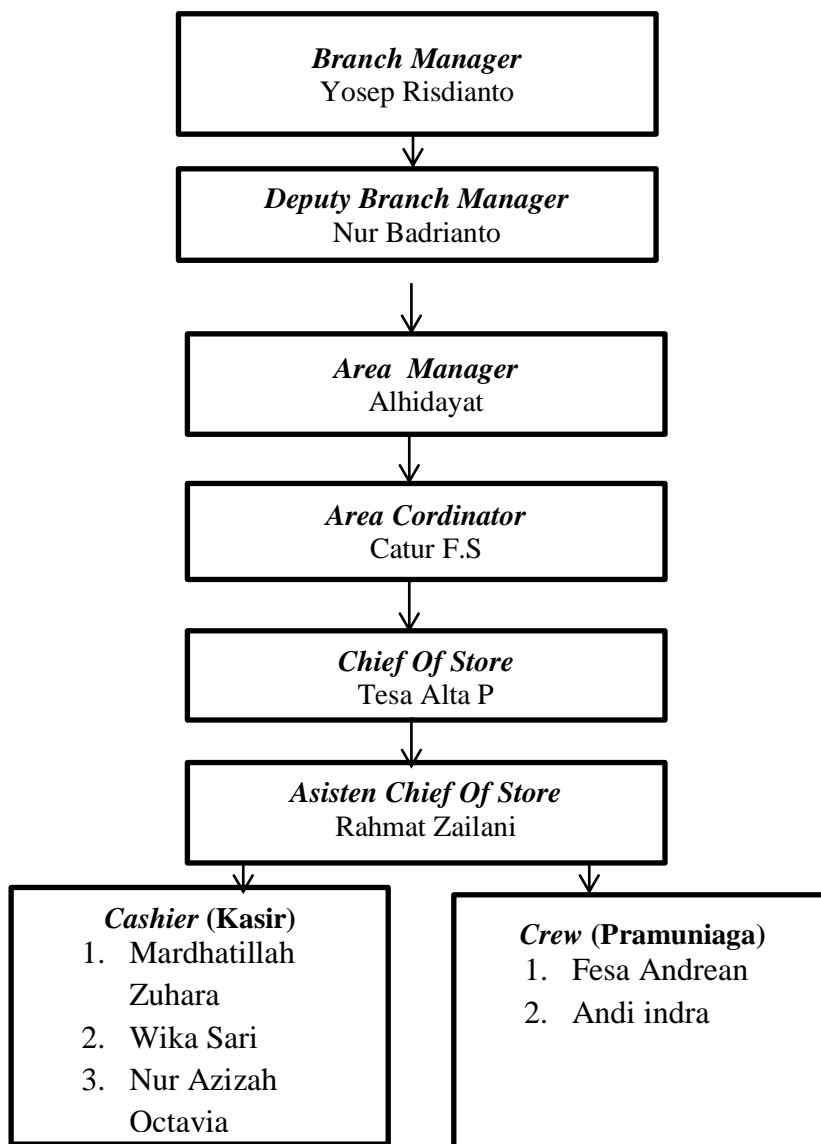 Branch Manager
Yosep Risdianto
Deputy Branch Manager
Nur Badrianto
Area Manager
Alhidayat
Area Cordinator
Catur F.S
Chief Of Store
Tesa Alta P
Asisten Chief Of Store
Rahmat Zailani
Cashier (Kasir)
1. Mardhatillah
Zuhara
2. Wika Sari
3. Nur Azizah
Octavia
Crew (Pramuniaga)
1. Fesa Andrean
2. Andi indra